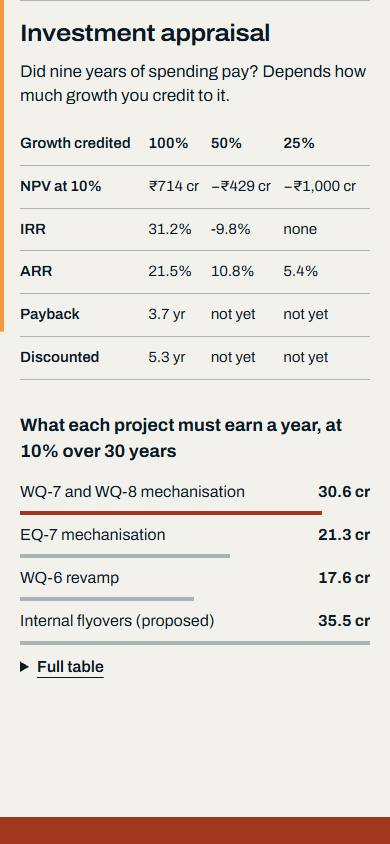 Investment appraisal
Did nine years of spending pay? Depends how
much growth you credit to it.
Growth credited 100% 50% 25%
NPV at 10% ₹714 cr −₹429 cr −₹1,000 cr
IRR 31.2% -9.8% none
ARR 21.5% 10.8% 5.4%
Payback 3.7 yr not yet not yet
Discounted 5.3 yr not yet not yet
What each project must earn a year, at
10% over 30 years
WQ-7 and WQ-8 mechanisation 30.6 cr
EQ-7 mechanisation 21.3 cr
WQ-6 revamp 17.6 cr
Internal flyovers (proposed) 35.5 cr
Full table